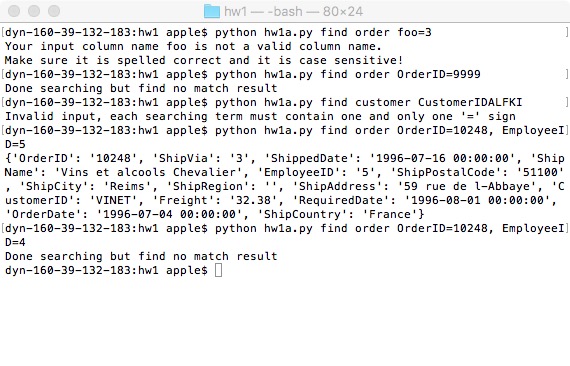 hw1 — -bash — 80×24
[dyn-160-39-132-183:hw1 apple$ python hw1a.py find order foo=3 ]
Your input column name foo is not a valid column name.
Make sure it is spelled correct and it is case sensitive!
[dyn-160-39-132-183:hw1 apple$ python hw1a.py find order OrderID=9999 ]
Done searching but find no match result
[dyn-160-39-132-183:hw1 apple$ python hw1a.py find customer CustomerIDALFKI ]
Invalid input, each searching term must contain one and only one '=' sign
[dyn-160-39-132-183:hw1 apple$ python hw1a.py find order OrderID=10248, EmployeeI]
D=5
{'OrderID': '10248', 'ShipVia': '3', 'ShippedDate': '1996-07-16 00:00:00', 'Ship
Name': 'Vins et alcools Chevalier', 'EmployeeID': '5', 'ShipPostalCode': '51100'
, 'ShipCity': 'Reims', 'ShipRegion': '', 'ShipAddress': '59 rue de l-Abbaye', 'C
ustomerID': 'VINET', 'Freight': '32.38', 'RequiredDate': '1996-08-01 00:00:00',
'OrderDate': '1996-07-04 00:00:00', 'ShipCountry': 'France'}
[dyn-160-39-132-183:hw1 apple$ python hw1a.py find order OrderID=10248, EmployeeI]
D=4
Done searching but find no match result
dyn-160-39-132-183:hw1 apple$